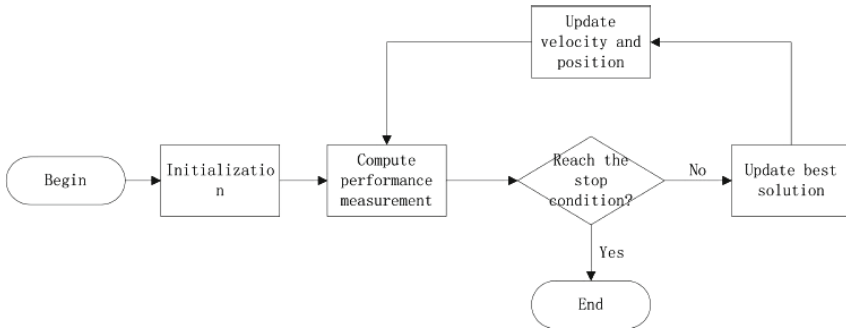 Update
velocity and
position
Begin
Initializatio
n
Compute
performance
measurement
Reach the
stop
condition?
No
Update best
solution
Yes
End